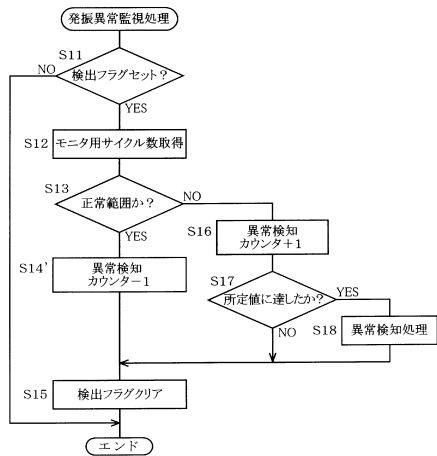 発振異常監視処理
S11
NO
検出フラグセット？
YES
S12
モニタ用サイクル数取得
S13
正常範囲か？
NO
YES
S16
異常検知
カウンタ＋1
S14'
異常検知
カウンタ－1
S17
所定値に達したか？
YES
NO
S18
異常検知処理
S15
検出フラグクリア
エンド